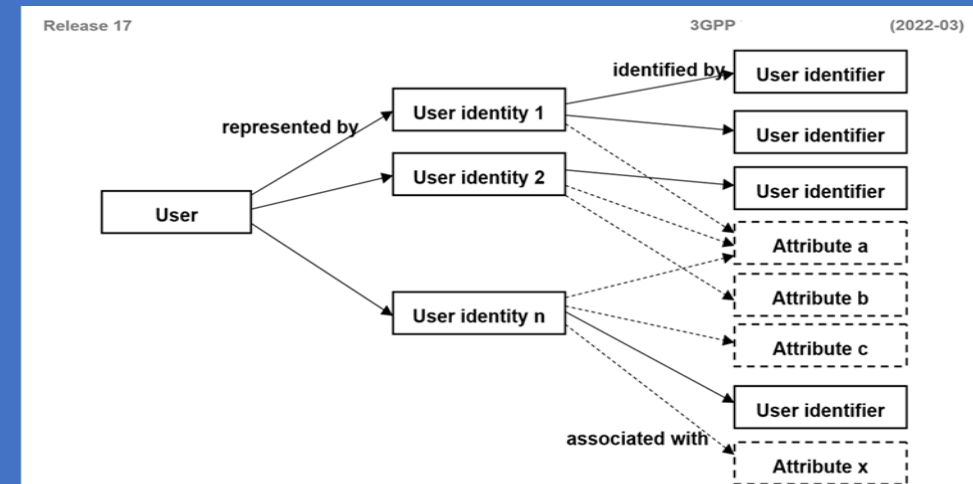 Release 17 3GPP (2022-03)
identified by
User identifier
User identity 1
represented by
User identifier
User identity 2
User identifier
User
Attribute a
Attribute b
User identity n
Attribute c
User identifier
associated with
Attribute x